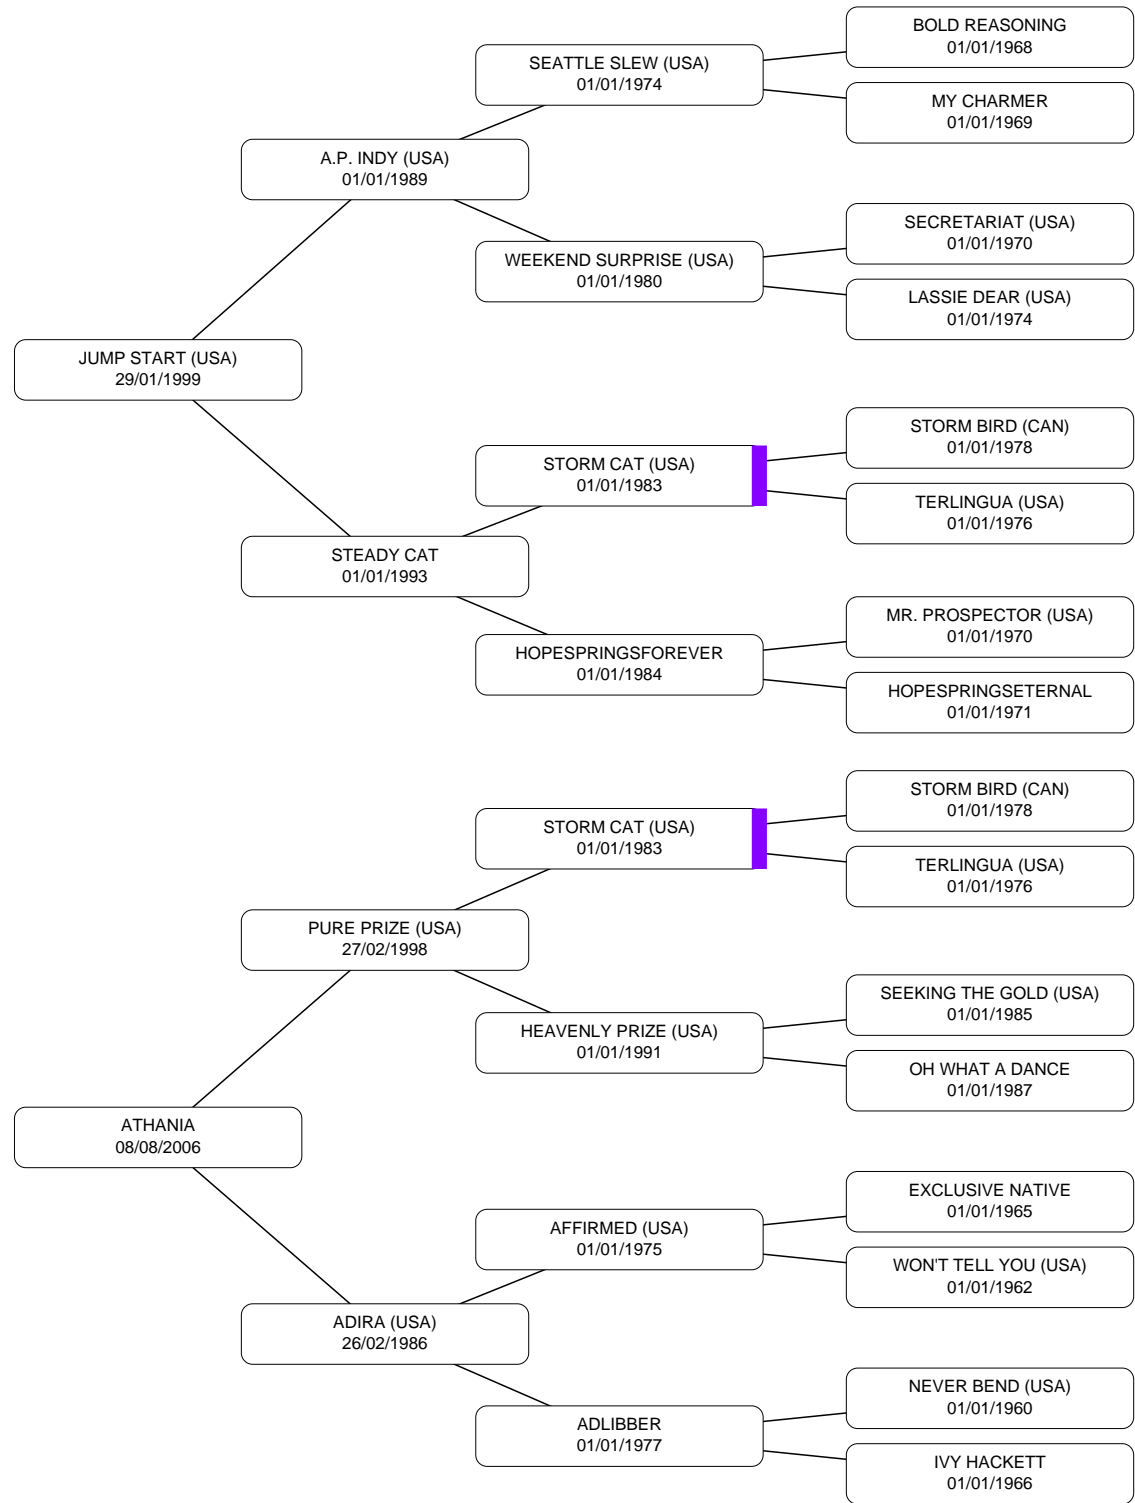 BOLD REASONING
01/01/1968
SEATTLE SLEW (USA)
01/01/1974
MY CHARMER
01/01/1969
A.P. INDY (USA)
01/01/1989
SECRETARIAT (USA)
01/01/1970
WEEKEND SURPRISE (USA)
01/01/1980
LASSIE DEAR (USA)
01/01/1974
JUMP START (USA)
29/01/1999
STORM BIRD (CAN)
01/01/1978
STORM CAT (USA)
01/01/1983
TERLINGUA (USA)
01/01/1976
STEADY CAT
01/01/1993
MR. PROSPECTOR (USA)
01/01/1970
HOPESPRINGSFOREVER
01/01/1984
HOPESPRINGSETERNAL
01/01/1971
STORM BIRD (CAN)
01/01/1978
STORM CAT (USA)
01/01/1983
TERLINGUA (USA)
01/01/1976
PURE PRIZE (USA)
27/02/1998
SEEKING THE GOLD (USA)
01/01/1985
HEAVENLY PRIZE (USA)
01/01/1991
OH WHAT A DANCE
01/01/1987
ATHANIA
08/08/2006
EXCLUSIVE NATIVE
01/01/1965
AFFIRMED (USA)
01/01/1975
WON'T TELL YOU (USA)
01/01/1962
ADIRA (USA)
26/02/1986
NEVER BEND (USA)
01/01/1960
ADLIBBER
01/01/1977
IVY HACKETT
01/01/1966